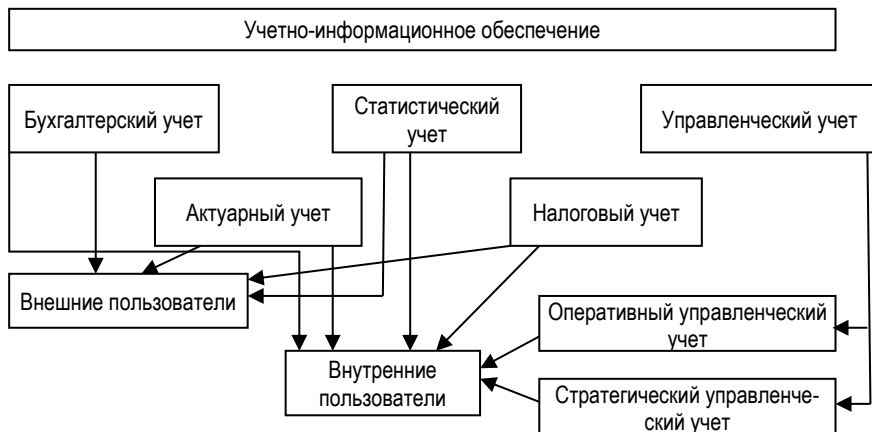 Учетно-информационное обеспечение
Бухгалтерский учет
Статистический
учет
Управленческий учет
Актуарный учет
Налоговый учет
Внешние пользователи
Оперативный управленческий
учет
Внутренние
пользователи
Стратегический управленче-
ский учет